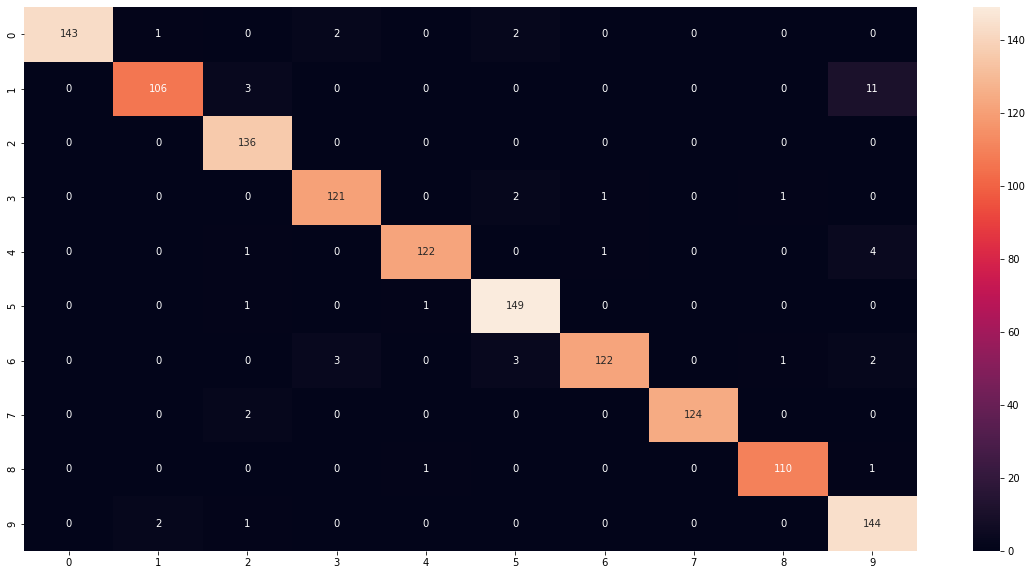 0 143 1 0 2 0 2 0 0 0 0
1 0 106 3 0 0 0 0 0 0 11
2 0 0 136 0 0 0 0 0 0 0
3 0 0 0 121 0 2 1 0 1 0
4 0 0 1 0 122 0 1 0 0 4
5 0 0 1 0 1 149 0 0 0 0
6 0 0 0 3 0 3 122 0 1 2
7 0 0 2 0 0 0 0 124 0 0
8 0 0 0 0 1 0 0 0 110 1
9 0 2 1 0 0 0 0 0 0 144
0 1 2 3 4 5 6 7 8 9
140
120
100
80
60
40
20
0